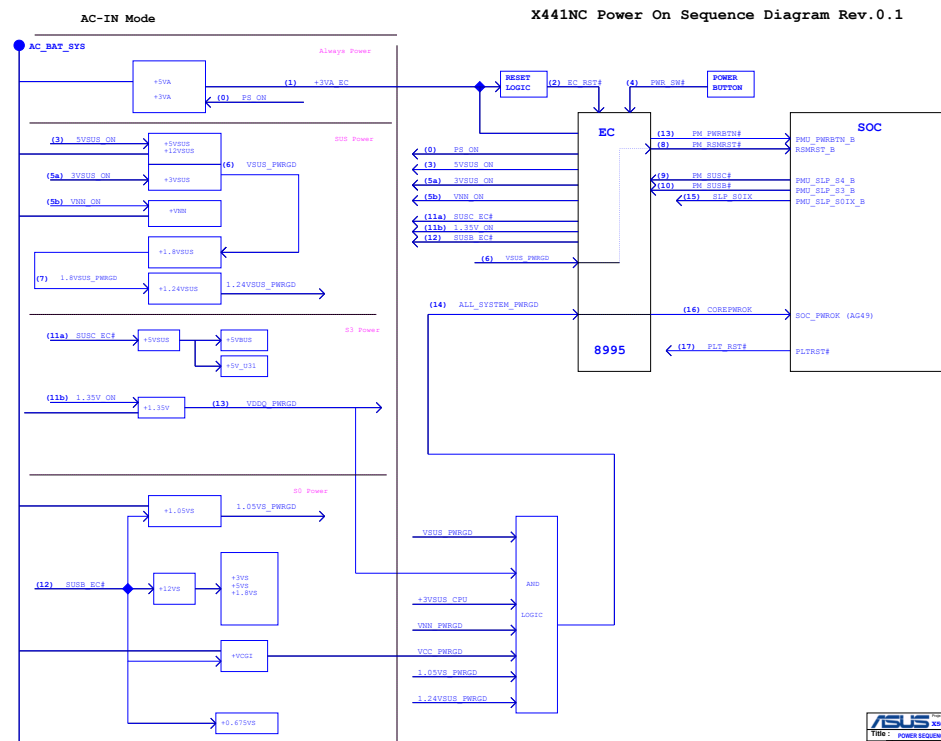 AC-IN Mode
X441NC Power On Sequence Diagram Rev.0.1
AC_BAT_SYS
Always Power
+5VA
+3VA
(1) +3VA_EC
(0) PS_ON
RESET LOGIC
(2) EC_RST#
(4) PWR_SW#
POWER BUTTON
SUS Power
(3) 5VSUS_ON
+5VSUS
+12VSUS
+3VSUS
(6) VSUS_PWRGD
(5a) 3VSUS_ON
(5b) VNN_ON
+VNN
+1.8VSUS
(7) 1.8VSUS_PWRGD
+1.24VSUS
1.24VSUS_PWRGD
EC
8995
(0) PS_ON
(3) 5VSUS_ON
(5a) 3VSUS_ON
(5b) VNN_ON
(11a) SUSC_EC#
(11b) 1.35V_ON
(12) SUSB_EC#
(6) VSUS_PWRGD
(14) ALL_SYSTEM_PWRGD
(13) PM_PWRBTN#
(8) PM_RSMRST#
(9) PM_SUSC#
(10) PM_SUSB#
(15) SLP_S0IX
(16) COREPWROK
(17) PLT_RST#
SOC
PMU_PWRBTN_B
RSMRST_B
PMU_SLP_S4_B
PMU_SLP_S3_B
PMU_SLP_S0IX_B
SOC_PWROK (AG49)
PLTRST#
S3 Power
(11a) SUSC_EC#
+5VSUS
+5VBUS
+5V_U31
(11b) 1.35V_ON
+1.35V
(13) VDDQ_PWRGD
S0 Power
+1.05VS
1.05VS_PWRGD
(12) SUSB_EC#
+12VS
+3VS
+5VS
+1.8VS
+VCGI
+0.675VS
VSUS_PWRGD
+3VSUS_CPU
VNN_PWRGD
VCC_PWRGD
1.05VS_PWRGD
1.24VSUS_PWRGD
AND
LOGIC
ASUS
Title :
POWER SEQUEN